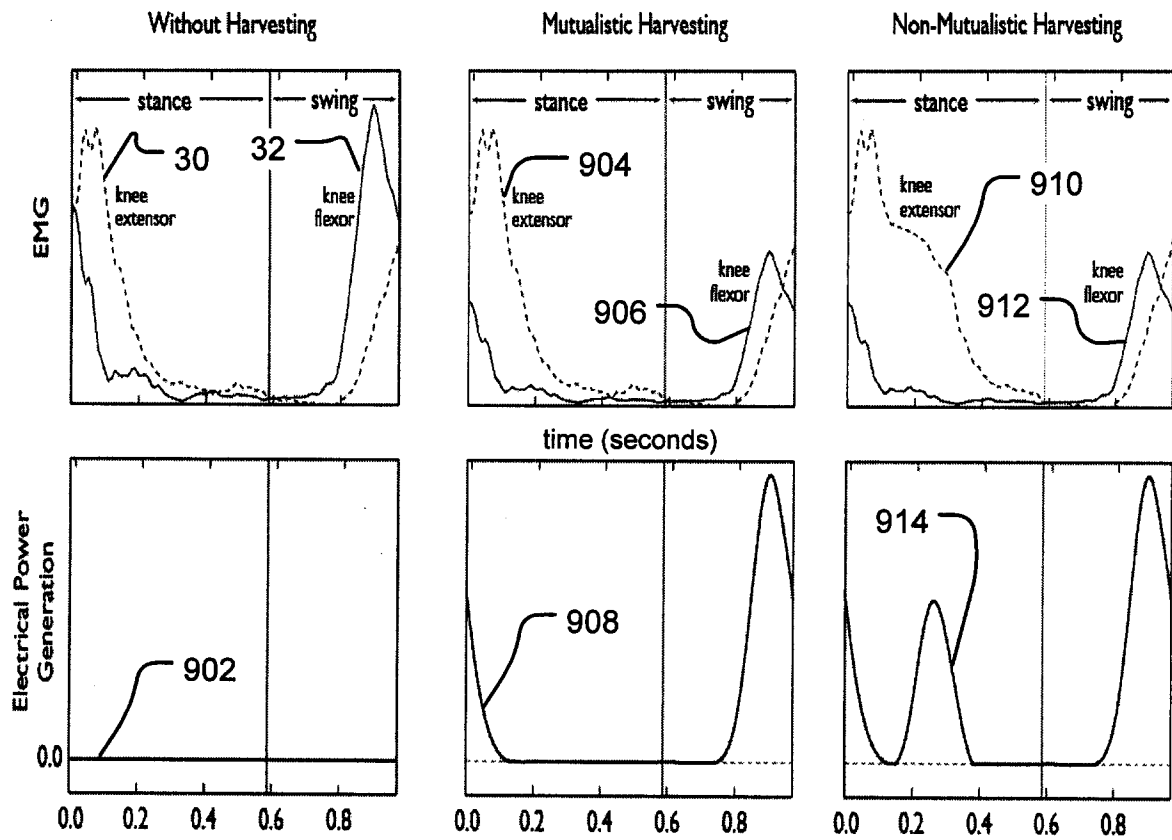 Without Harvesting
Mutualistic Harvesting
Non-Mutualistic Harvesting
EMG
stance
swing
30
32
knee
extensor
knee
flexor
stance
swing
904
knee
extensor
knee
flexor
906
stance
swing
knee
extensor
910
knee
flexor
912
time (seconds)
Electrical Power
Generation
0.0
902
908
914
0.0 0.2 0.4 0.6 0.8
0.0 0.2 0.4 0.6 0.8
0.0 0.2 0.4 0.6 0.8